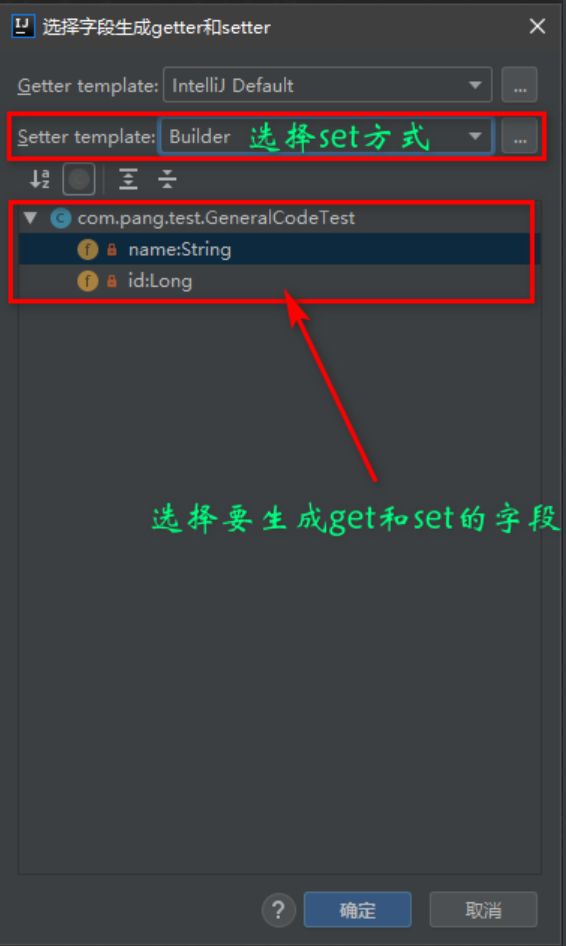 选择字段生成getter和setter
Getter template: IntelliJ Default ...
Setter template: Builder 选择set方式 ...
com.pang.test.GeneralCodeTest
name:String
id:Long
选择要生成get和set的字段
? 确定 取消